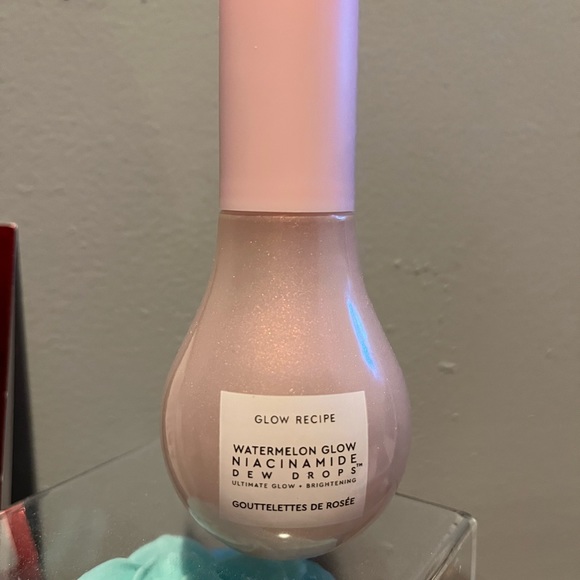 GLOW RECIPE
WATERMELON GLOW
NIACINAMIDE
DEW DROPS™
ULTIMATE GLOW + BRIGHTENING
GOUTTELETTES DE ROSÉE